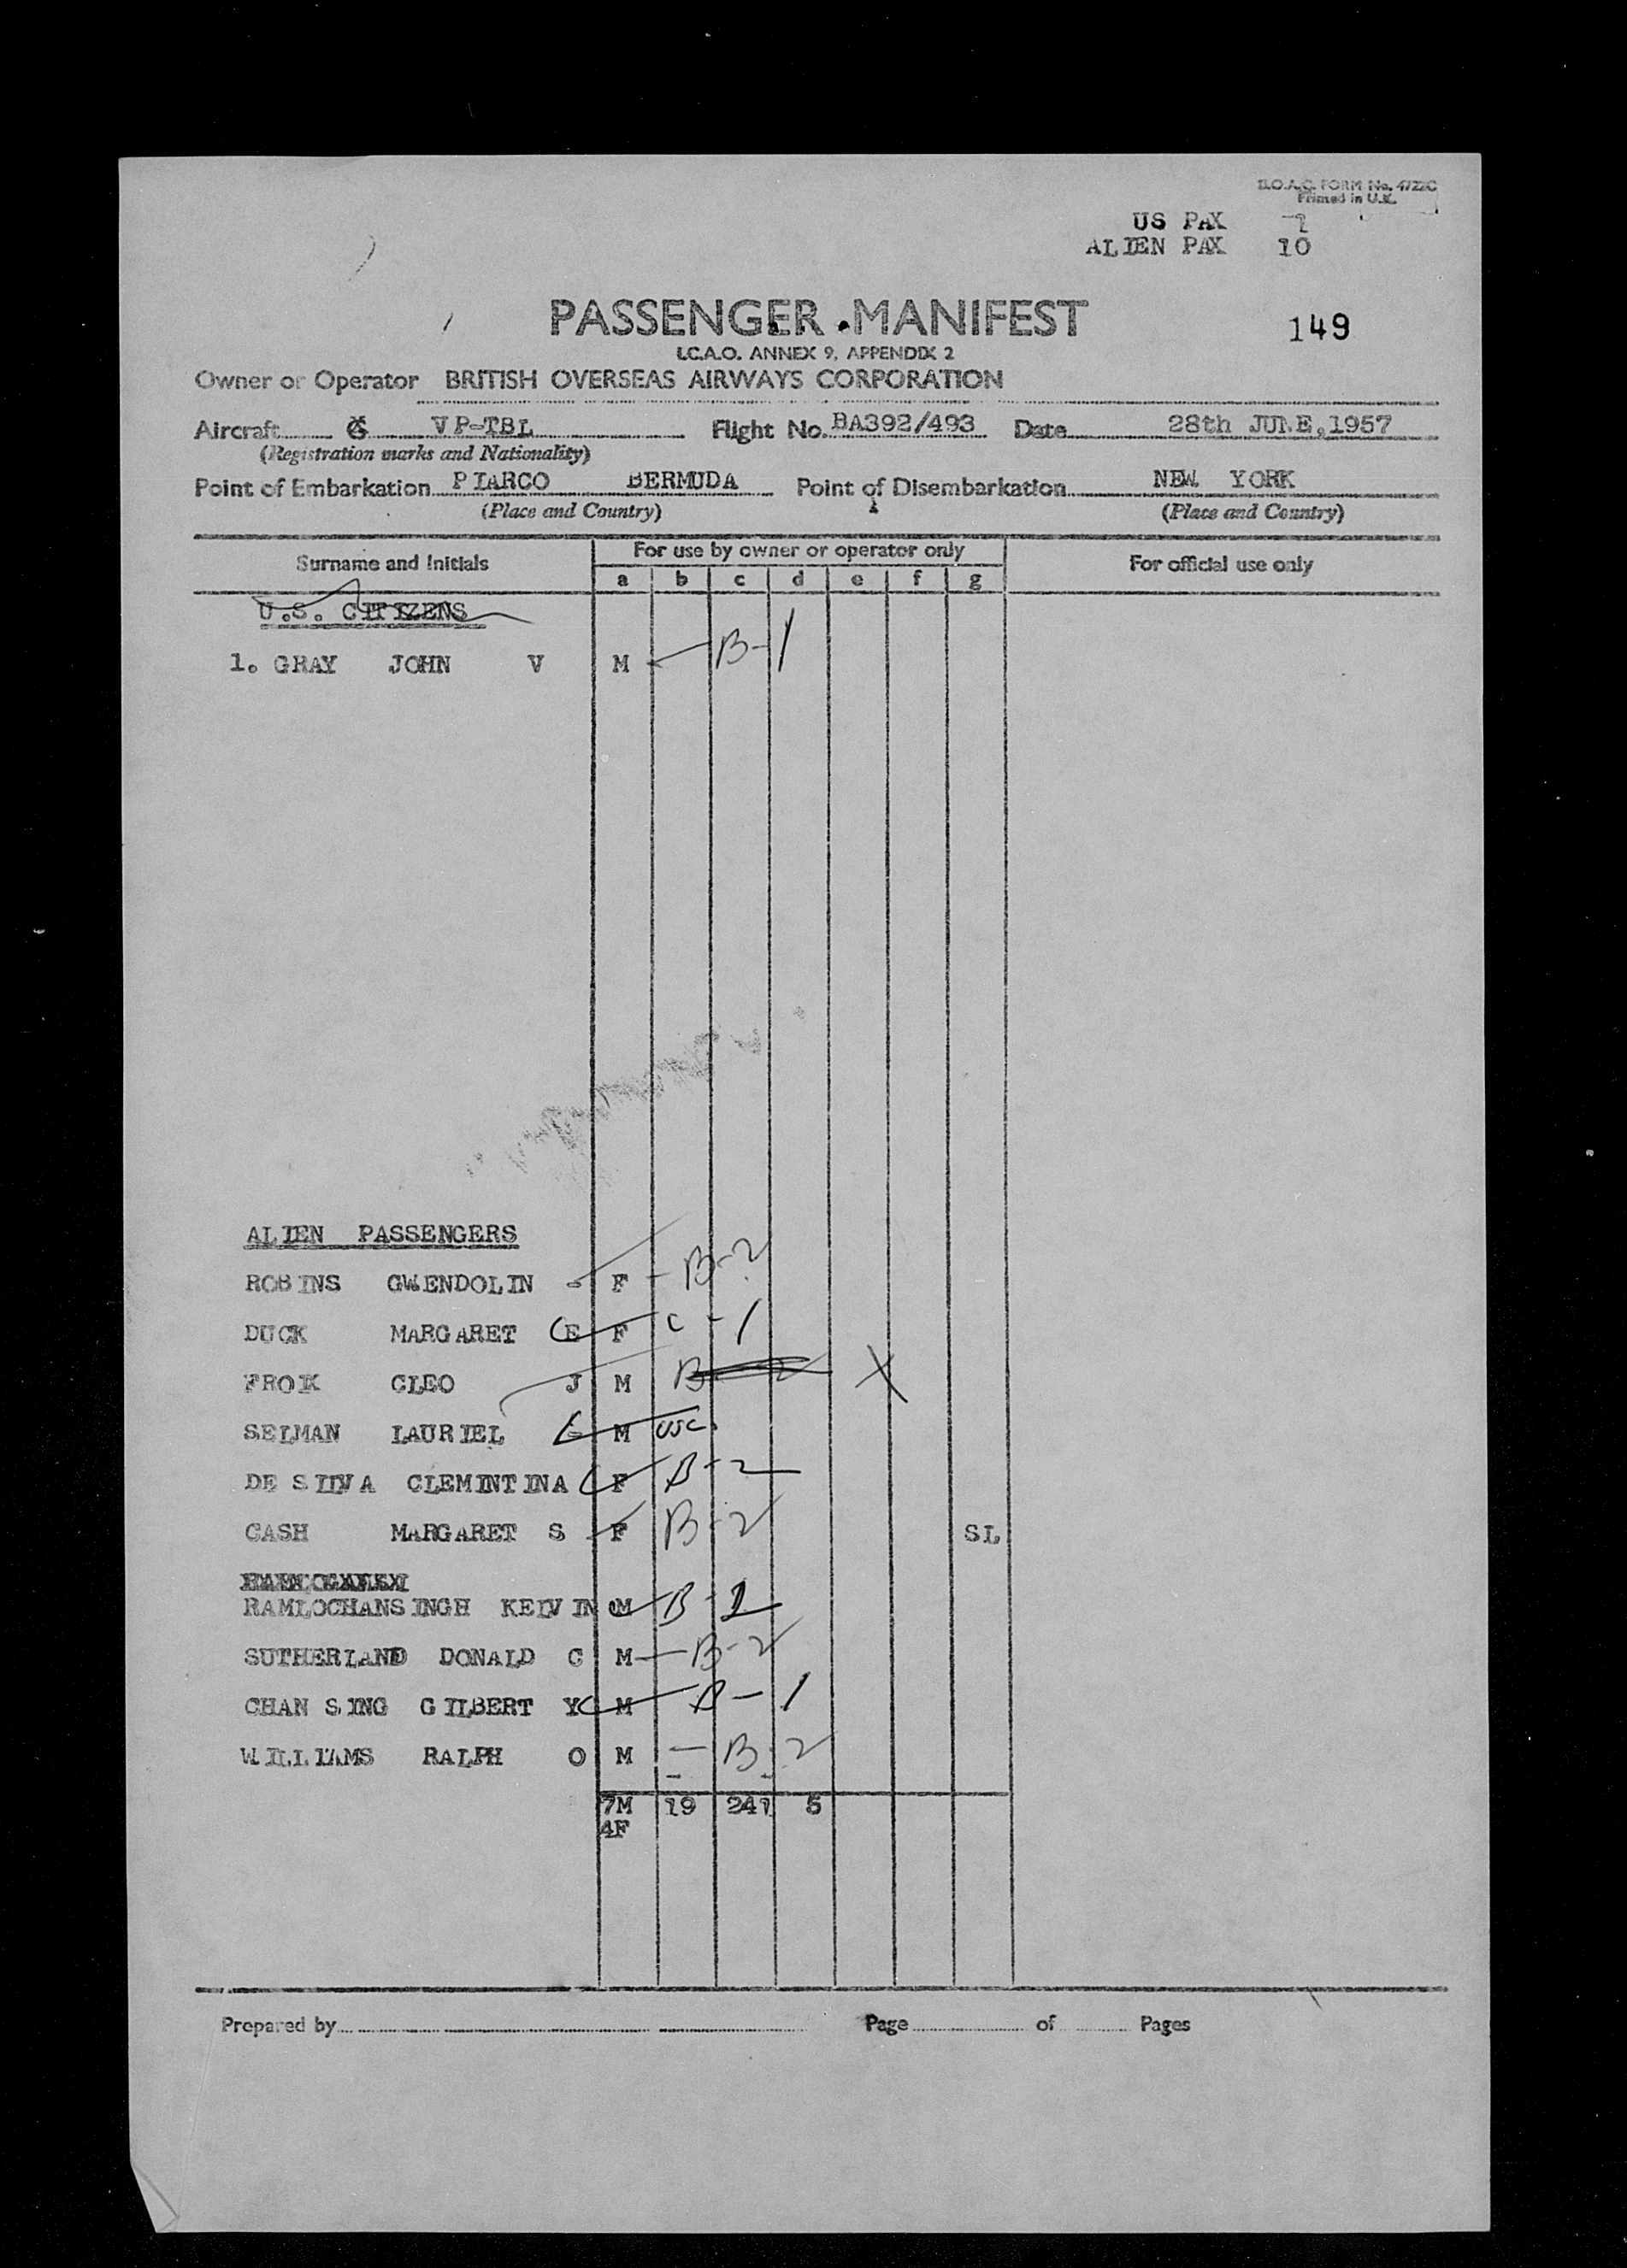 B.O.A.C. FORM No. 4722C
Printed in U.K.
US PAX 1
ALIEN PAX 10
PASSENGER MANIFEST
149
I.C.A.O. ANNEX 9, APPENDIX 2
Owner or Operator BRITISH OVERSEAS AIRWAYS CORPORATION
Aircraft G VP-TBL Flight No. BA392/493 Date 28th JUNE, 1957
(Registration marks and Nationality)
Point of Embarkation PIARCO BERMUDA Point of Disembarkation NEW YORK
(Place and Country) (Place and Country)
Surname and Initials For use by owner or operator only For official use only
a b c d e f g
U.S. CITIZENS
1. GRAY JOHN V M B-1
ALIEN PASSENGERS
ROBINS GWENDOLIN - F B-2
DUCK MARGARET E F C-1
FROIX CLEO J M B-2 X
SELMAN LAURIEL - M USC
DE SILVA CLEMINTINA F B-2
CASH MARGARET S F B-2 SL
RAMLOCHANSINGH KELVIN M B-2
SUTHERLAND DONALD C M B-2
CHAN SING GILBERT Y M B-1
WILLIAMS RALPH O M B-2
7M 19 241 5
4F
Prepared by Page of Pages